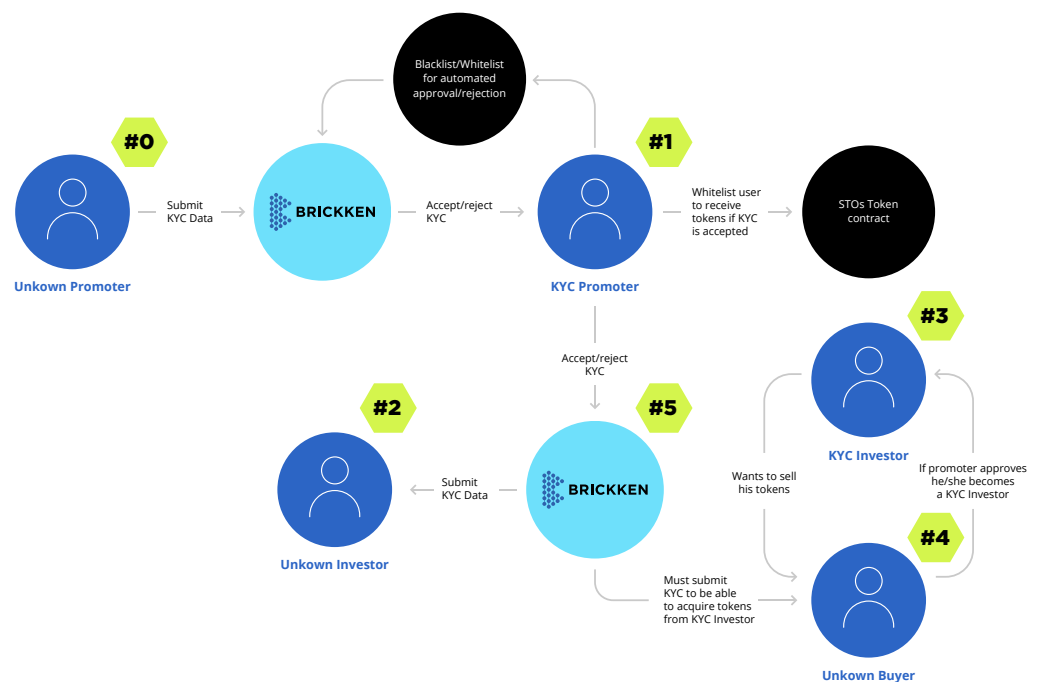 Blacklist/Whitelist
for automated
approval/rejection
#0
#1
Submit
KYC Data
BRICKKEN
Accept/reject
KYC
Whitelist user
to receive
tokens if KYC
is accepted
STOs Token
contract
Unkown Promoter
KYC Promoter
#3
Accept/reject
KYC
#2
#5
KYC Investor
Submit
KYC Data
BRICKKEN
Wants to sell
his tokens
If promoter approves
he/she becomes
a KYC Investor
#4
Unkown Investor
Must submit
KYC to be able
to acquire tokens
from KYC Investor
Unkown Buyer